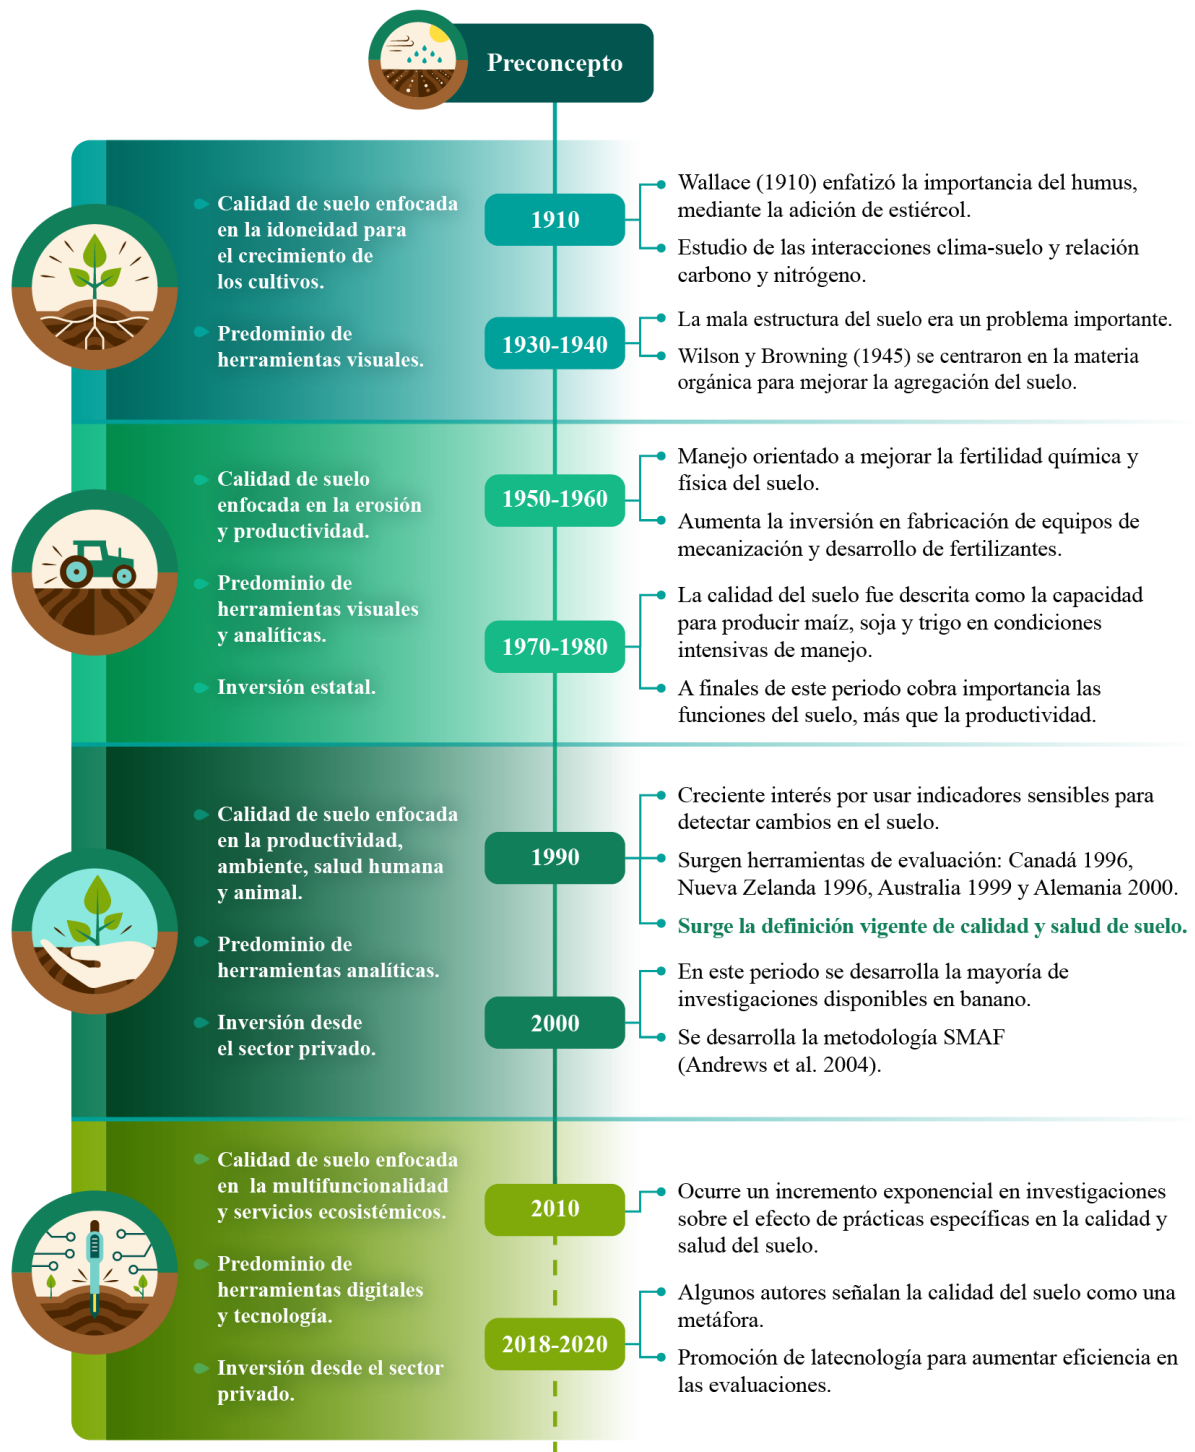 Preconcepto
Calidad de suelo enfocada
en la idoneidad para
el crecimiento de
los cultivos.
Predominio de
herramientas visuales.
1910
Wallace (1910) enfatizó la importancia del humus,
mediante la adición de estiércol.
Estudio de las interacciones clima-suelo y relación
carbono y nitrógeno.
1930-1940
La mala estructura del suelo era un problema importante.
Wilson y Browning (1945) se centraron en la materia
orgánica para mejorar la agregación del suelo.
Calidad de suelo
enfocada en la erosión
y productividad.
Predominio de
herramientas visuales
y analíticas.
Inversión estatal.
1950-1960
Manejo orientado a mejorar la fertilidad química y
física del suelo.
Aumenta la inversión en fabricación de equipos de
mecanización y desarrollo de fertilizantes.
1970-1980
La calidad del suelo fue descrita como la capacidad
para producir maíz, soja y trigo en condiciones
intensivas de manejo.
A finales de este periodo cobra importancia las
funciones del suelo, más que la productividad.
Calidad de suelo enfocada
en la productividad,
ambiente, salud humana
y animal.
Predominio de
herramientas analíticas.
Inversión desde
el sector privado.
1990
Creciente interés por usar indicadores sensibles para
detectar cambios en el suelo.
Surgen herramientas de evaluación: Canadá 1996,
Nueva Zelanda 1996, Australia 1999 y Alemania 2000.
Surge la definición vigente de calidad y salud de suelo.
2000
En este periodo se desarrolla la mayoría de
investigaciones disponibles en banano.
Se desarrolla la metodología SMAF
(Andrews et al. 2004).
Calidad de suelo enfocada
en la multifuncionalidad
y servicios ecosistémicos.
Predominio de
herramientas digitales
y tecnología.
Inversión desde el sector
privado.
2010
Ocurre un incremento exponencial en investigaciones
sobre el efecto de prácticas específicas en la calidad y
salud del suelo.
2018-2020
Algunos autores señalan la calidad del suelo como una
metáfora.
Promoción de latecnología para aumentar eficiencia en
las evaluaciones.